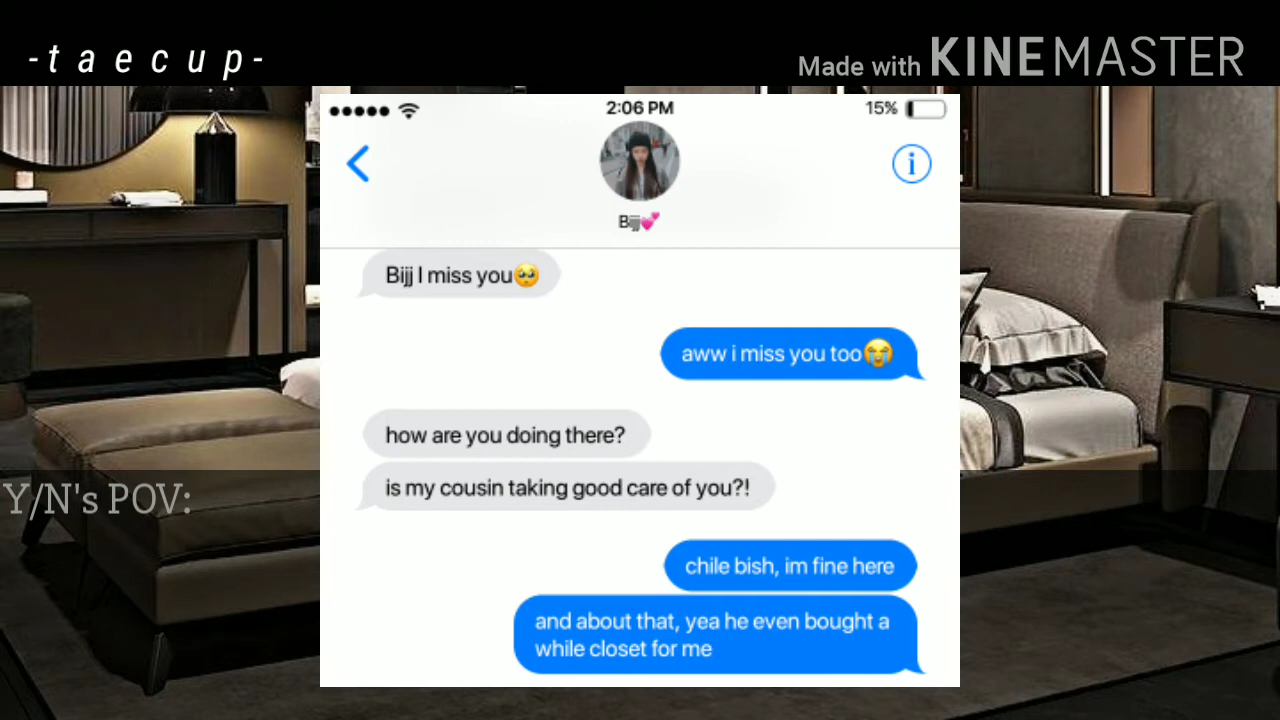 -taecup-
Made with KINEMASTER
2:06 PM
15%
Bijj💕
Bijj I miss you🥺
aww i miss you too😭
how are you doing there?
is my cousin taking good care of you?!
Y/N's POV:
chile bish, im fine here
and about that, yea he even bought a
while closet for me